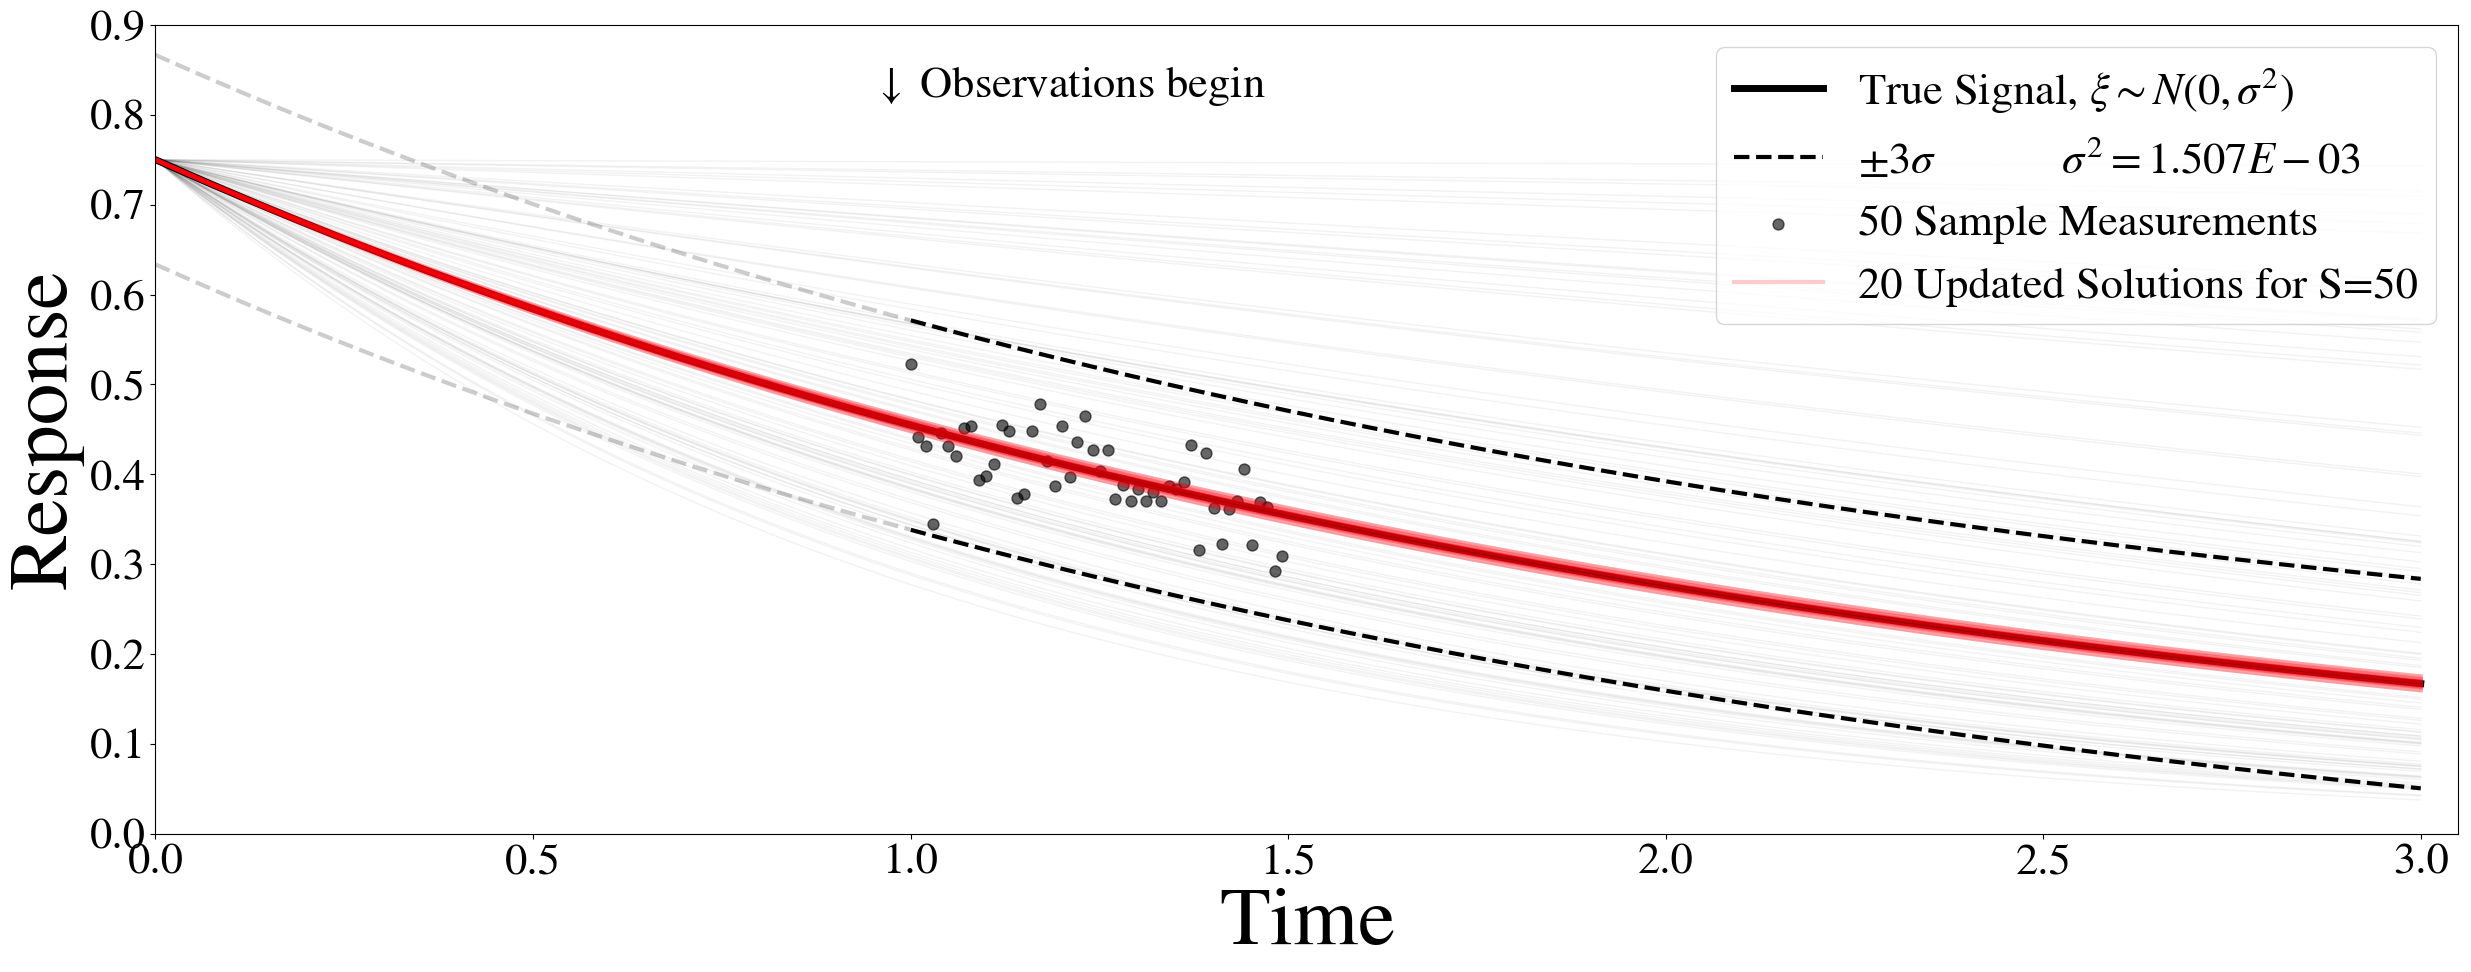 0.9
0.8
0.7
0.6
0.5
0.4
0.3
0.2
0.1
0.0
Response
↓ Observations begin
True Signal, ξ ∼ N(0, σ²)
±3σ σ² = 1.507E − 03
50 Sample Measurements
20 Updated Solutions for S=50
0.0 0.5 1.0 1.5 2.0 2.5 3.0
Time